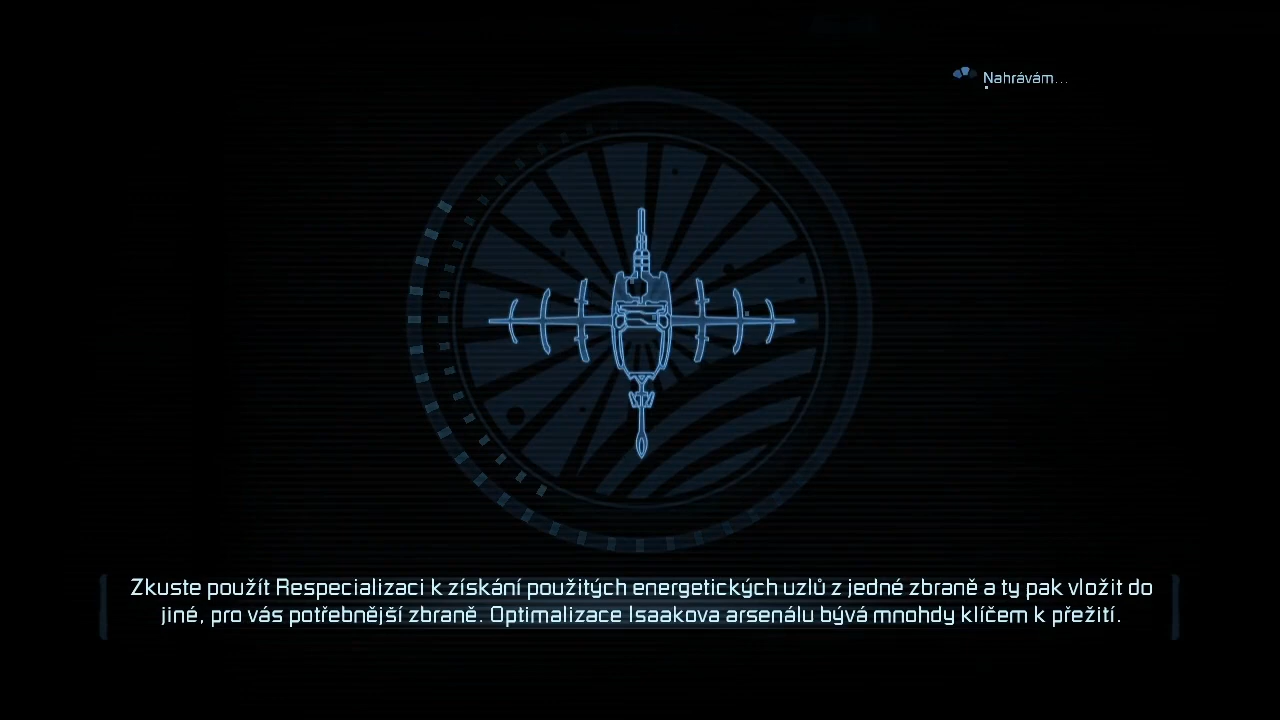 Nahrávám...
Zkuste použít Respecializaci k získání použitých energetických uzlů z jedné zbraně a ty pak vložit do
jiné, pro vás potřebnější zbraně. Optimalizace Isaakova arsenálu bývá mnohdy klíčem k přežití.